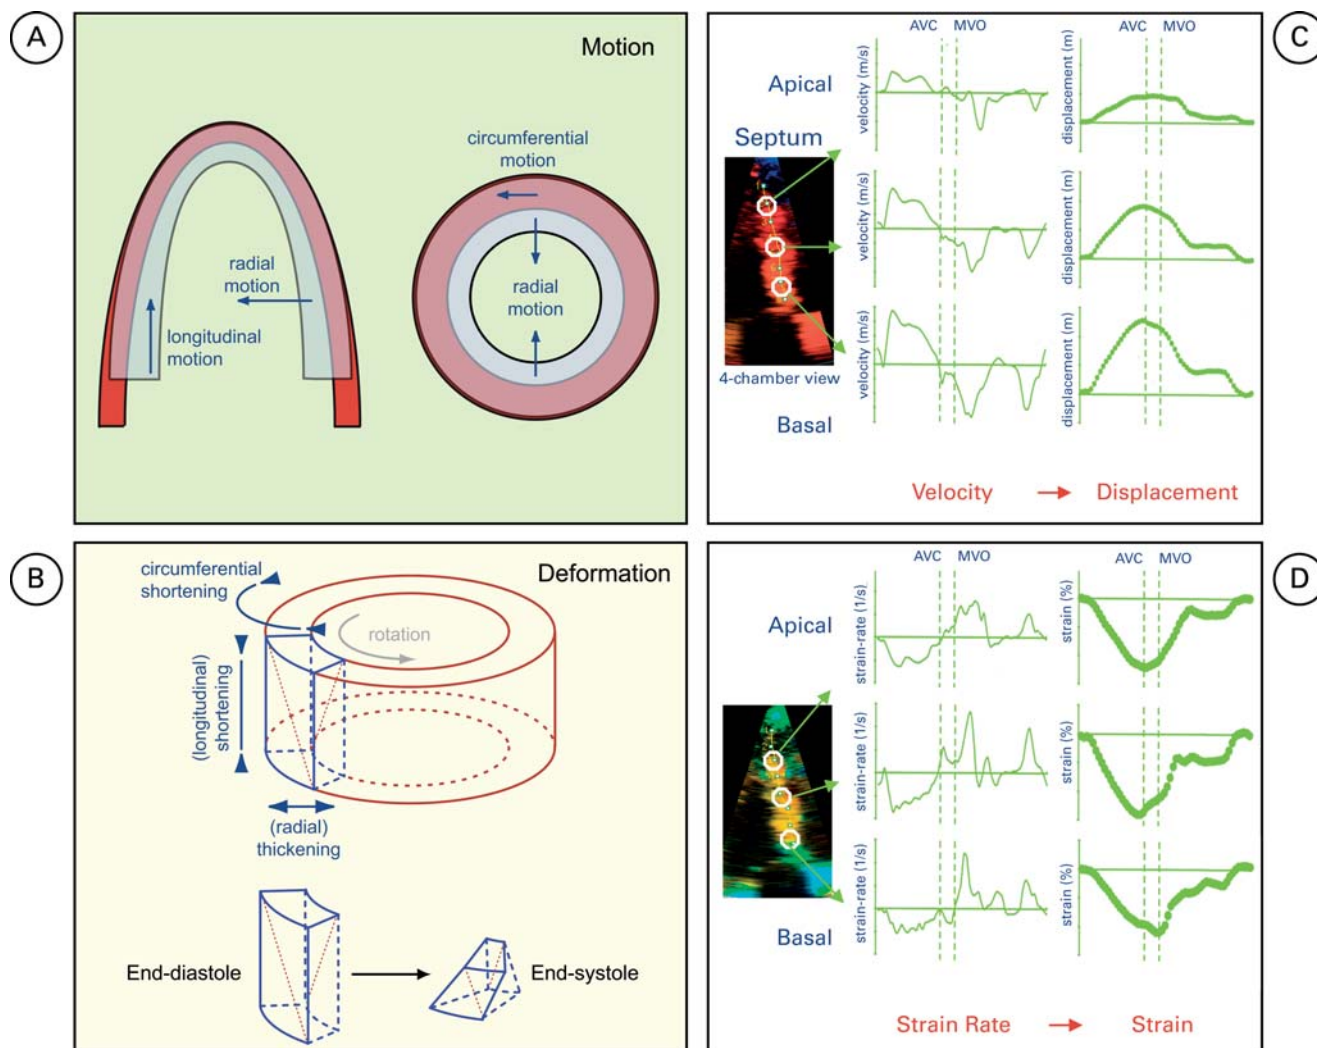 A
Motion
circumferential
motion
radial
motion
radial
motion
longitudinal
motion
B
Deformation
circumferential
shortening
rotation
(longitudinal)
shortening
(radial)
thickening
End-diastole
End-systole
C
AVC
MVO
AVC
MVO
Apical
velocity (m/s)
displacement (m)
Septum
velocity (m/s)
displacement (m)
velocity (m/s)
displacement (m)
4-chamber view
Basal
Velocity
Displacement
D
AVC
MVO
AVC
MVO
Apical
strain-rate (1/s)
strain (%)
strain-rate (1/s)
strain (%)
strain-rate (1/s)
strain (%)
Basal
Strain Rate
Strain